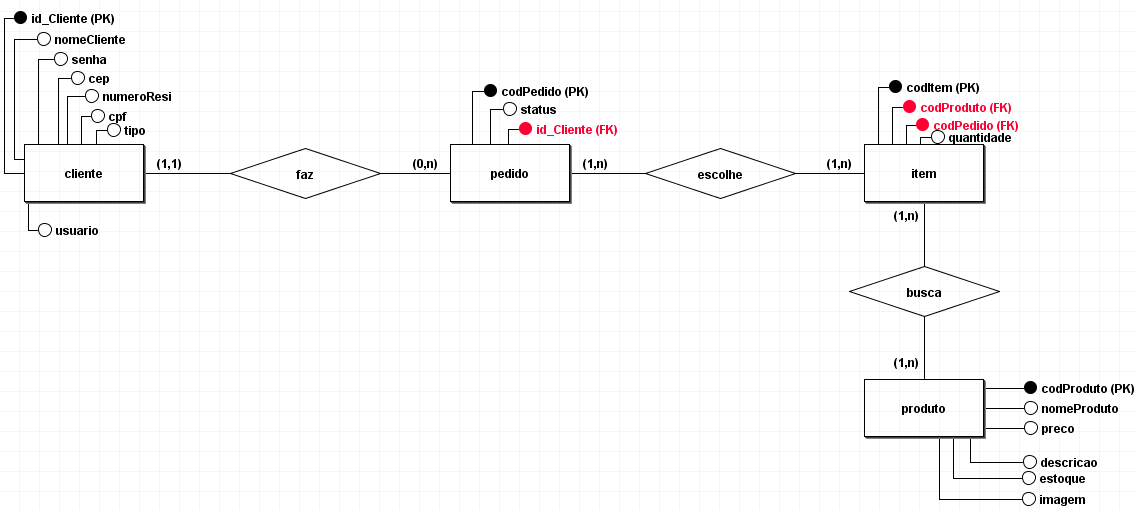 id_Cliente (PK)
nomeCliente
senha
cep
numeroResi
cpf
tipo
cliente
usuario
(1,1)
faz
(0,n)
codPedido (PK)
status
id_Cliente (FK)
pedido
(1,n)
escolhe
(1,n)
codItem (PK)
codProduto (FK)
codPedido (FK)
quantidade
item
(1,n)
busca
(1,n)
produto
codProduto (PK)
nomeProduto
preco
descricao
estoque
imagem